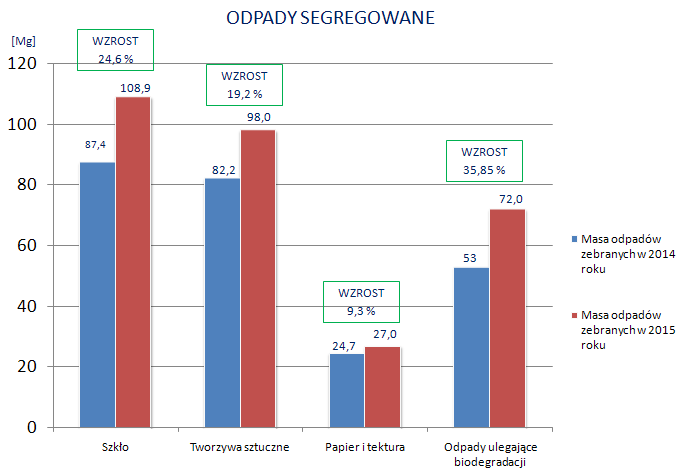 ODPADY SEGREGOWANE
[Mg]
WZROST
24,6 %
WZROST
19,2 %
WZROST
35,85 %
WZROST
9,3 %
120
100
80
60
40
20
0
87,4
108,9
82,2
98,0
24,7
27,0
53
72,0
Szkło
Tworzywa sztuczne
Papier i tektura
Odpady ulegające
biodegradacji
Masa odpadów
zebranych w 2014
roku
Masa odpadów
zebranych w 2015
roku